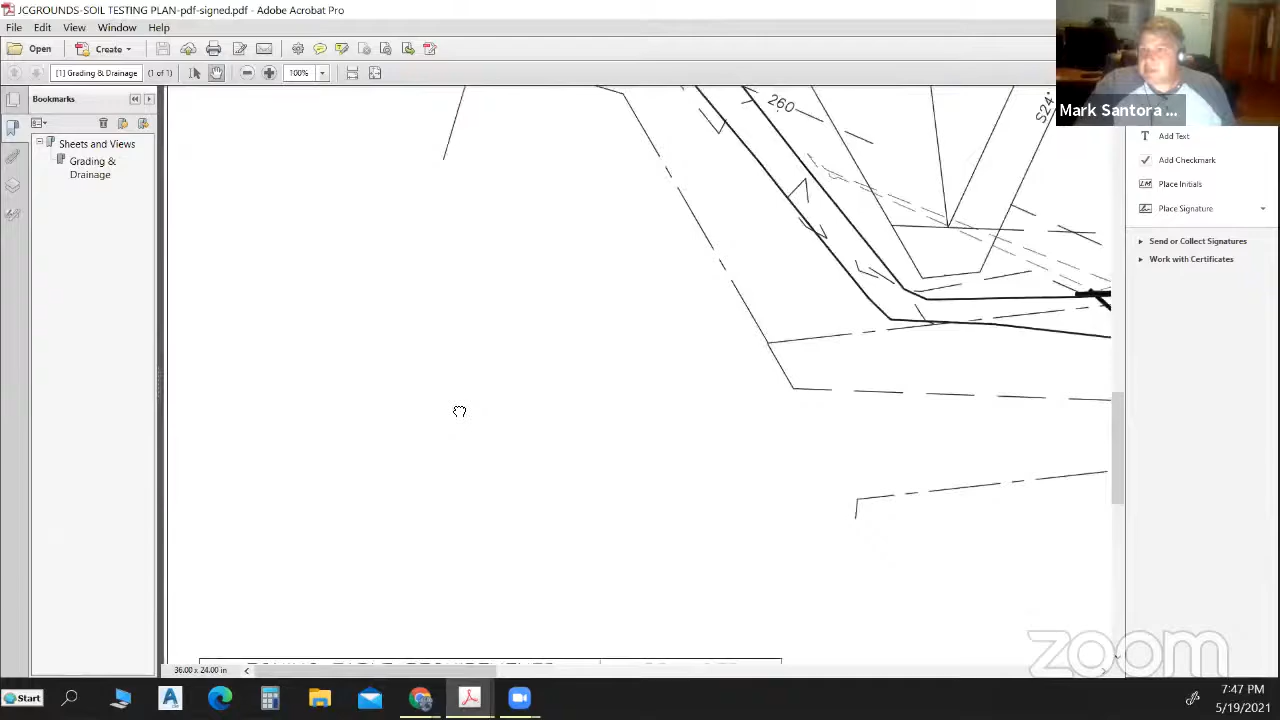 JCGROUNDS-SOIL TESTING PLAN-pdf-signed.pdf - Adobe Acrobat Pro
File Edit View Window Help
Open Create
[1] Grading & Drainage (1 of 1) 100%
Mark Santora ...
Bookmarks
Sheets and Views
Grading &
Drainage
260
S24°
Add Text
Add Checkmark
Place Initials
Place Signature
Send or Collect Signatures
Work with Certificates
zoom
36.00 x 24.00 in
Start
7:47 PM
5/19/2021